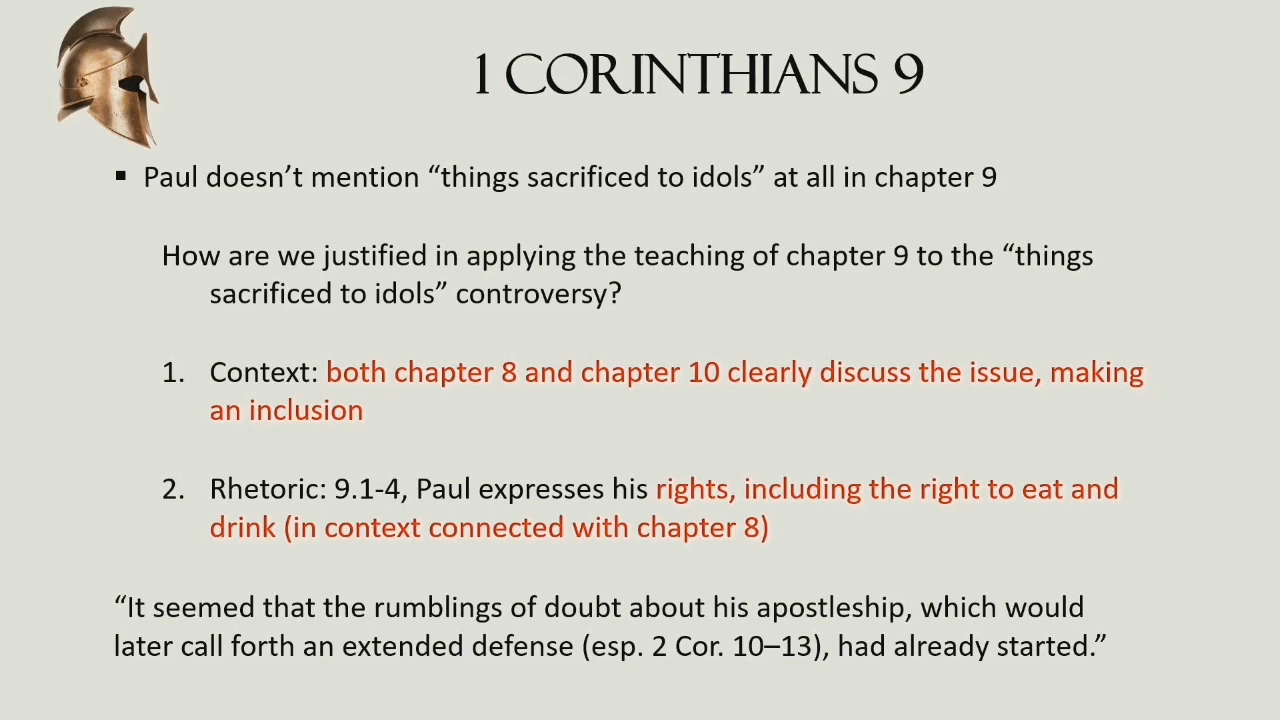 1 CORINTHIANS 9
▪ Paul doesn’t mention “things sacrificed to idols” at all in chapter 9
How are we justified in applying the teaching of chapter 9 to the “things
sacrificed to idols” controversy?
1. Context: both chapter 8 and chapter 10 clearly discuss the issue, making
an inclusion
2. Rhetoric: 9.1-4, Paul expresses his rights, including the right to eat and
drink (in context connected with chapter 8)
“It seemed that the rumblings of doubt about his apostleship, which would
later call forth an extended defense (esp. 2 Cor. 10–13), had already started.”